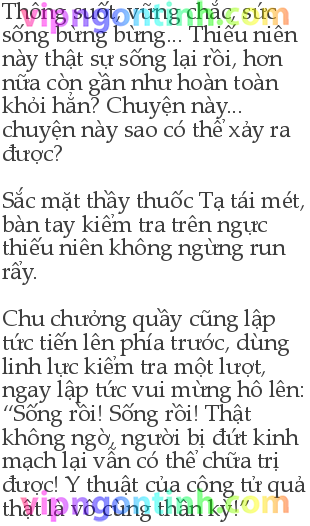 Thông suốt, vững chắc, sức
vipngontinh.com
sống bừng bừng... Thiếu niên
này thật sự sống lại rồi, hơn
nữa còn gần như hoàn toàn
khỏi hẳn? Chuyện này...
chuyện này sao có thể xảy ra
được?
Sắc mặt thầy thuốc Tạ tái mét,
bàn tay kiểm tra trên ngực
thiếu niên không ngừng run
rẩy.
Chu chưởng quầy cũng lập
tức tiến lên phía trước, dùng
linh lực kiểm tra một lượt,
ngay lập tức vui mừng hô lên:
“Sống rồi! Sống rồi! Thật
không ngờ, người bị đứt kinh
mạch lại vẫn có thể chữa trị
được! Y thuật của công tử quả
thật là vô cùng thần kỳ!”
vipngontinh.com